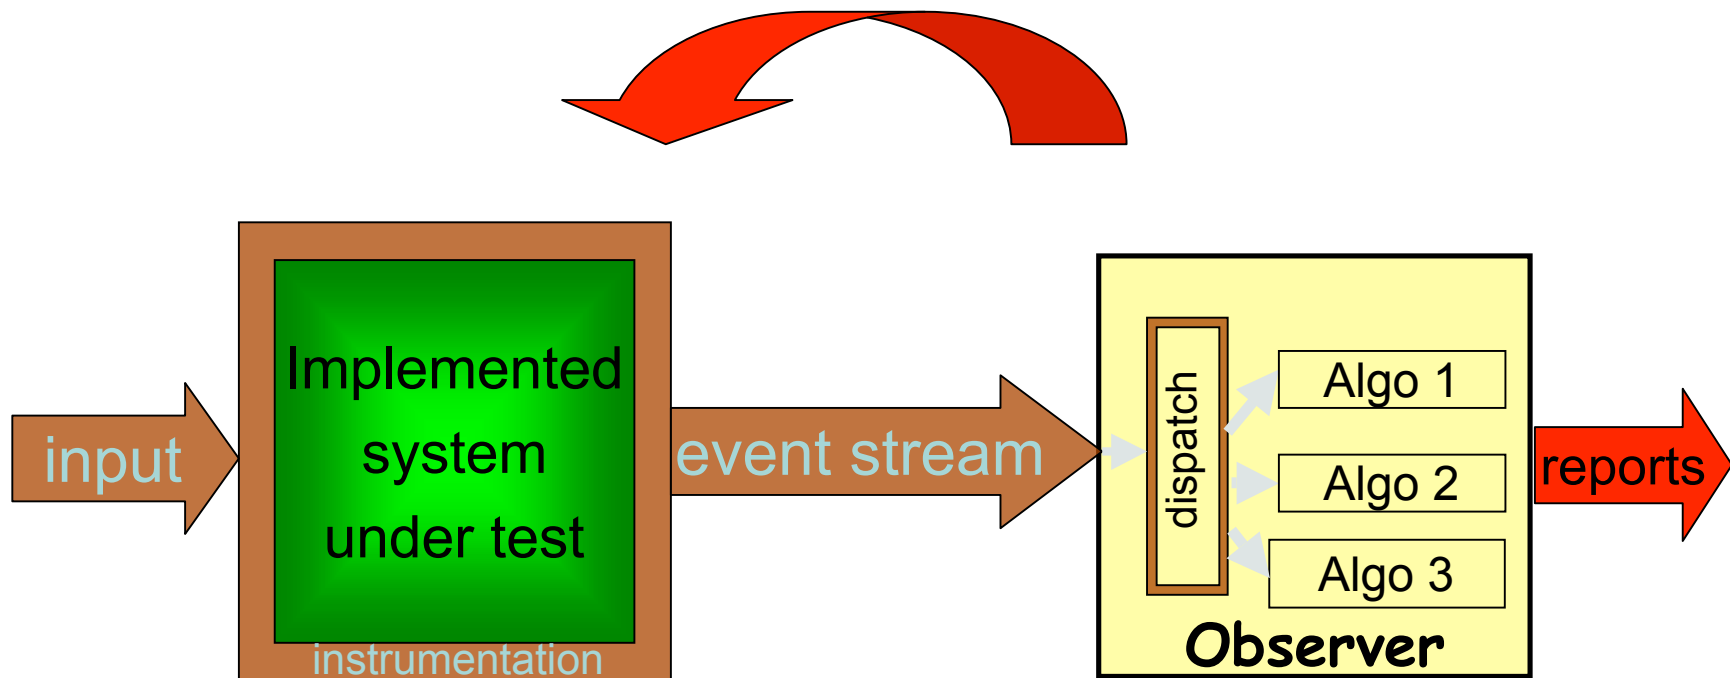 input
Implemented
system
under test
instrumentation
event stream
dispatch
Algo 1
Algo 2
Algo 3
Observer
reports